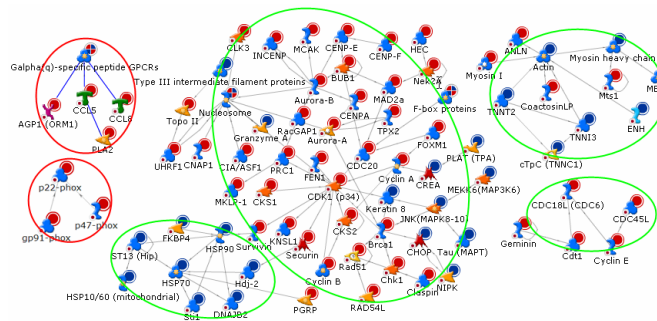 CLK3
INCENP
MCAK
CENP-E
CENP-F
HEC
ANLN
Myosin heavy chain
Galpha(q)-specific peptide GPCRs
Type III intermediate filament proteins
BUB1
Nek2A
Myosin I
Actin
Nucleosome
Aurora-B
MAD2a
F-box proteins
Mts1
AGP1 (ORM1)
CCL5
CCL8
Topo II
CENPA
TNNT2
CoactosinLP
Granzyme A
RacGAP1
Aurora-A
TPX2
FOXM1
TNNI3
ENH
PLA2
UHRF1
CNAP1
CIA/ASF1
PRC1
CDC20
PLAT (TPA)
cTpC (TNNC1)
FEN1
Cyclin A
p22-phox
MKLP-1
CKS1
CDK1 (p34)
CREA
MEKK6(MAP3K6)
Keratin 8
CDC18L (CDC6)
JNK(MAPK8-10)
CDC45L
p47-phox
gp91-phox
FKBP4
HSP90
Survivin
KNSL1
CKS2
Brca1
CHOP
Tau (MAPT)
Geminin
ST13 (Hip)
Securin
Rad51
Cdt1
Cyclin E
HSP70
Hdj-2
Cyclin B
Chk1
NIPK
HSP10/60 (mitochondrial)
Claspin
Sti1
DNAJB2
PGRP
RAD54L